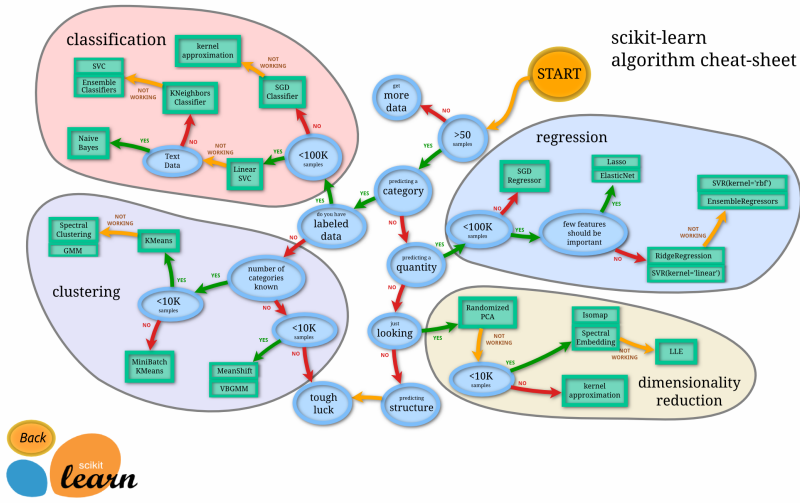 scikit-learn
algorithm cheat-sheet
START
get
more
data
NO
>50
samples
YES
predicting a
category
YES
NO
do you have
labeled
data
YES
NO
predicting a
quantity
YES
NO
just
looking
YES
NO
predicting
structure
tough
luck
classification
kernel
approximation
NOT
WORKING
SGD
Classifier
NO
<100K
samples
YES
Linear
SVC
NOT
WORKING
Text
Data
YES
NO
Naive
Bayes
KNeighbors
Classifier
NOT
WORKING
SVC
Ensemble
Classifiers
regression
<100K
samples
NO
SGD
Regressor
YES
few features
should be
important
YES
Lasso
ElasticNet
NO
RidgeRegression
SVR(kernel='linear')
NOT
WORKING
SVR(kernel='rbf')
EnsembleRegressors
clustering
number of
categories
known
YES
NO
<10K
samples
YES
KMeans
NOT
WORKING
Spectral
Clustering
GMM
NO
MiniBatch
KMeans
<10K
samples
YES
NO
MeanShift
VBGMM
dimensionality
reduction
Randomized
PCA
NOT
WORKING
<10K
samples
YES
Isomap
Spectral
Embedding
NOT
WORKING
LLE
NO
kernel
approximation
Back
scikit
learn